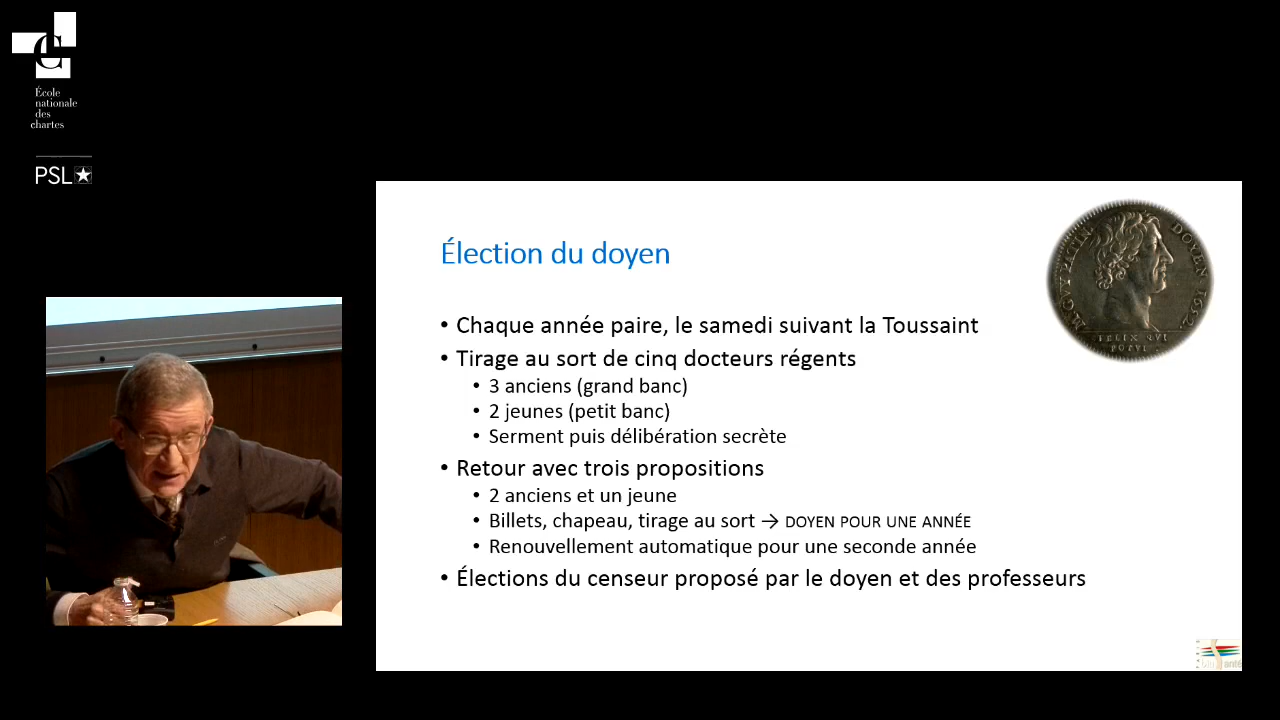 École
nationale
des
chartes
PSL
Élection du doyen
• Chaque année paire, le samedi suivant la Toussaint
• Tirage au sort de cinq docteurs régents
• 3 anciens (grand banc)
• 2 jeunes (petit banc)
• Serment puis délibération secrète
• Retour avec trois propositions
• 2 anciens et un jeune
• Billets, chapeau, tirage au sort → DOYEN POUR UNE ANNÉE
• Renouvellement automatique pour une seconde année
• Élections du censeur proposé par le doyen et des professeurs
DOYEN 1652
FELIX QUI
POTUI